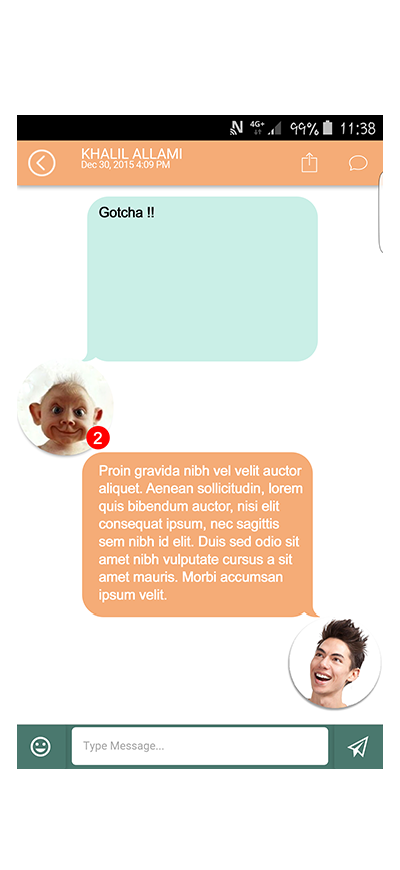 4G+ 99% 11:38
KHALIL ALLAMI
Dec 30, 2015 4:09 PM
Gotcha !!
2
Proin gravida nibh vel velit auctor
aliquet. Aenean sollicitudin, lorem
quis bibendum auctor, nisi elit
consequat ipsum, nec sagittis
sem nibh id elit. Duis sed odio sit
amet nibh vulputate cursus a sit
amet mauris. Morbi accumsan
ipsum velit.
Type Message...